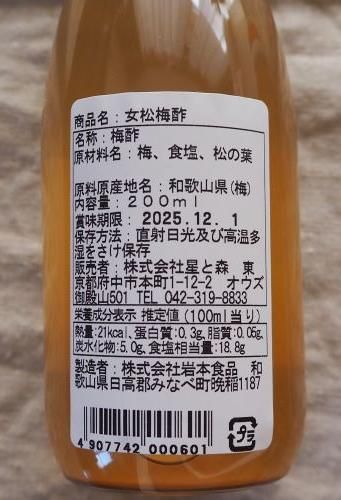 商品名：女松梅酢
名称：梅酢
原材料名：梅、食塩、松の葉
原料原産地名：和歌山県(梅)
内容量：200ml
賞味期限：2025.12. 1
保存方法：直射日光及び高温多
湿をさけ保存
販売者：株式会社星と森　東
京都府中市本町1-12-2　オウズ
御殿山501 TEL 042-319-8833
栄養成分表示 推定値(100ml当り)
熱量:21kcal､蛋白質:0.3g､脂質:0.05g､
炭水化物:5.0g､食塩相当量:18.8g
製造者：株式会社岩本食品　和
歌山県日高郡みなべ町晩稲1187
4 907742 000601
プラ